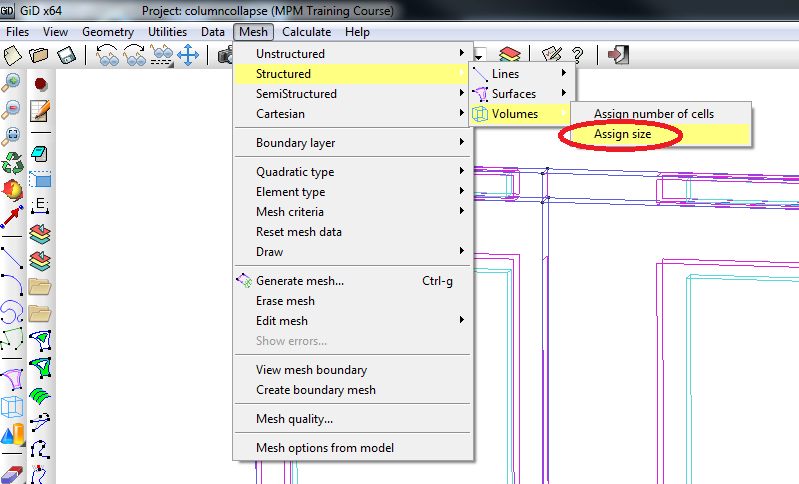 GiD x64 Project: columncollapse (MPM Training Course)
Files View Geometry Utilities Data Mesh Calculate Help
Unstructured
Structured
SemiStructured
Cartesian
Boundary layer
Quadratic type
Element type
Mesh criteria
Reset mesh data
Draw
Generate mesh... Ctrl-g
Erase mesh
Edit mesh
Show errors...
View mesh boundary
Create boundary mesh
Mesh quality...
Mesh options from model
Lines
Surfaces
Volumes
Assign number of cells
Assign size